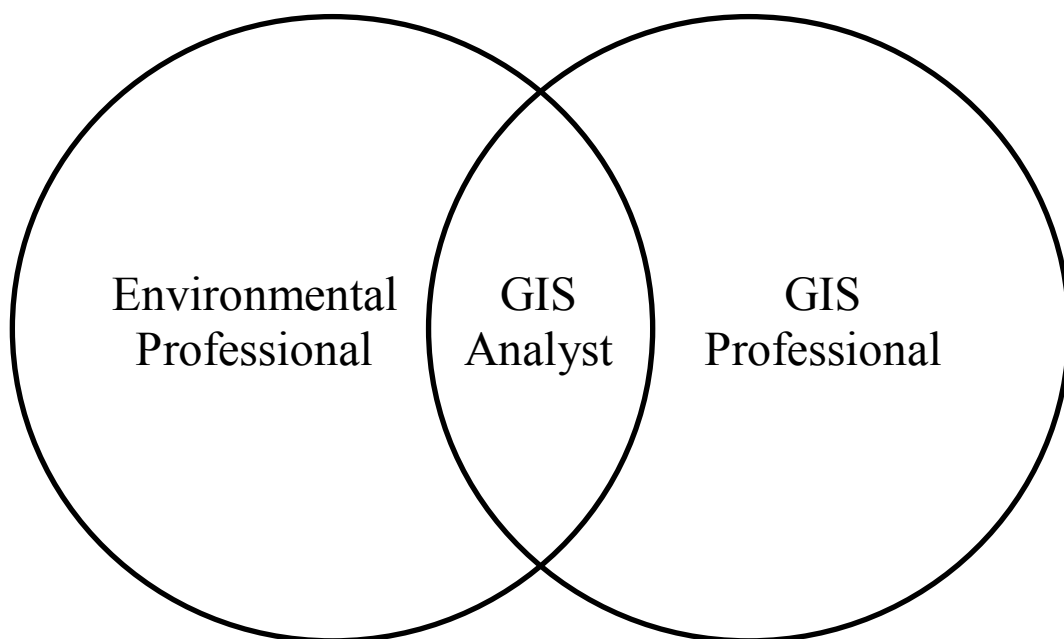 Environmental
Professional
GIS
Analyst
GIS
Professional